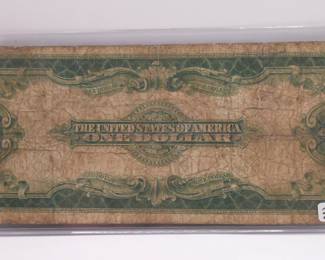 THE UNITED STATES OF AMERICA
ONE DOLLAR